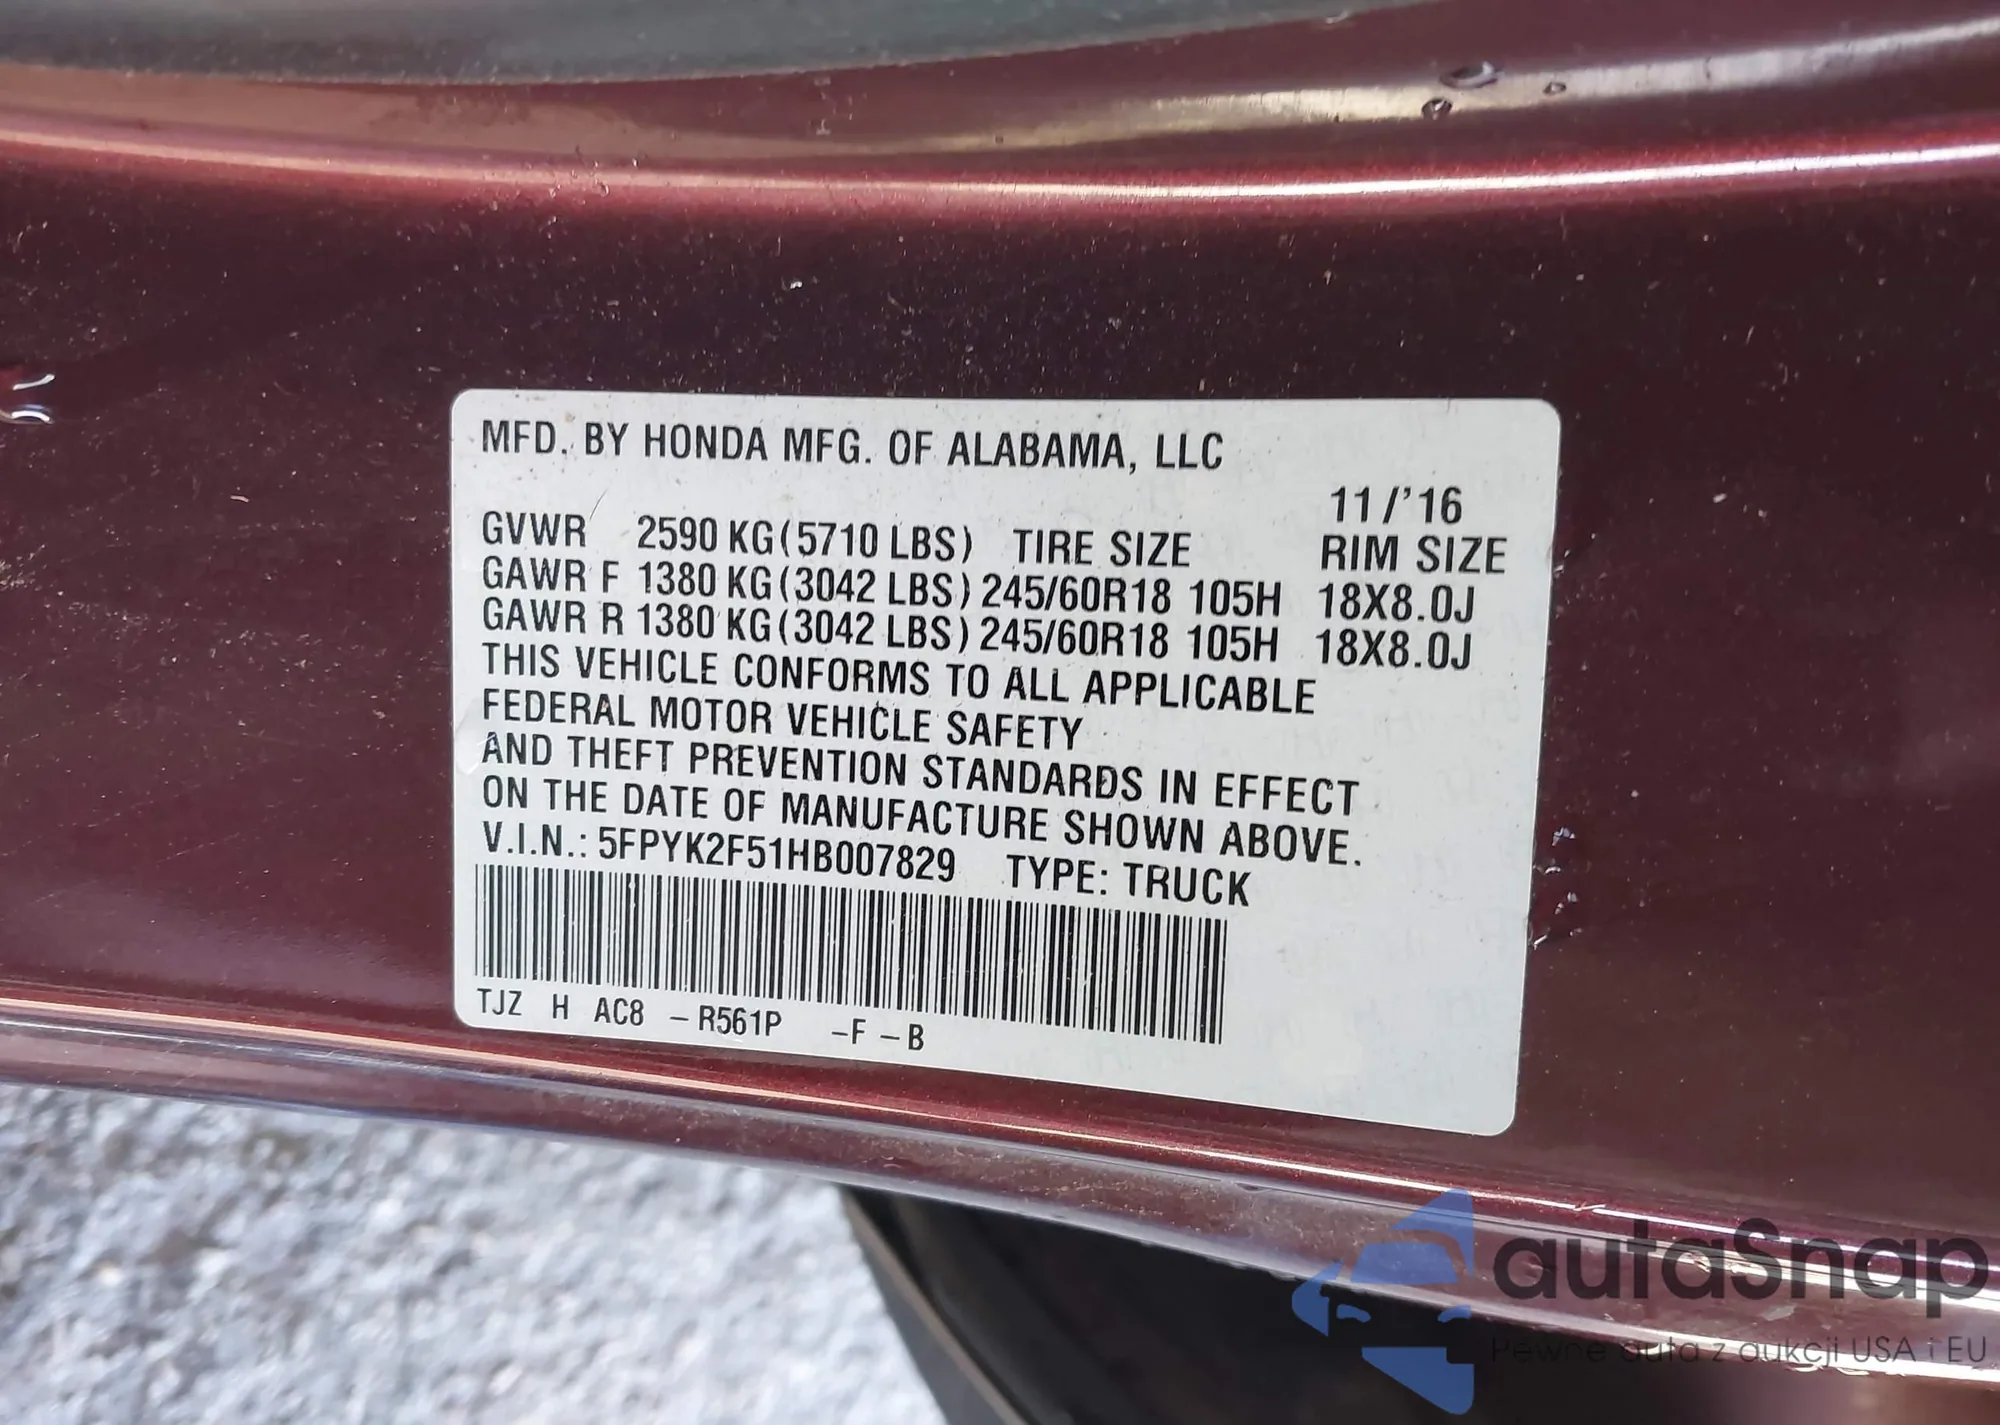 MFD. BY HONDA MFG. OF ALABAMA, LLC
11/'16
GVWR 2590 KG(5710 LBS) TIRE SIZE RIM SIZE
GAWR F 1380 KG(3042 LBS) 245/60R18 105H 18X8.0J
GAWR R 1380 KG(3042 LBS) 245/60R18 105H 18X8.0J
THIS VEHICLE CONFORMS TO ALL APPLICABLE
FEDERAL MOTOR VEHICLE SAFETY
AND THEFT PREVENTION STANDARDS IN EFFECT
ON THE DATE OF MANUFACTURE SHOWN ABOVE.
V.I.N.: 5FPYK2F51HB007829 TYPE: TRUCK
TJZ H AC8 -R561P -F-B
autaSnap
Pewne auta z aukcji USA i EU